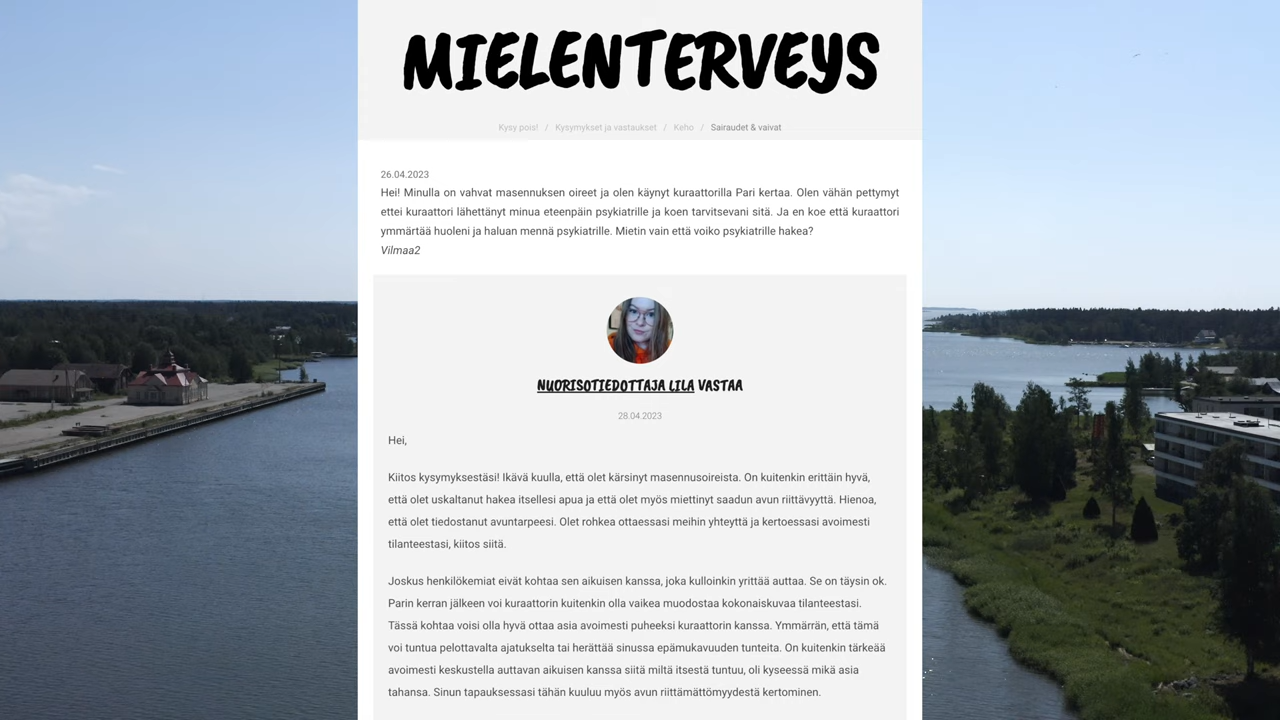 MIELENTERVEYS
Kysy pois! / Kysymykset ja vastaukset / Keho / Sairaudet & vaivat
26.04.2023
Hei! Minulla on vahvat masennuksen oireet ja olen käynyt kuraattorilla Pari kertaa. Olen vähän pettymyt
ettei kuraattori lähettänyt minua eteenpäin psykiatrille ja koen tarvitsevani sitä. Ja en koe että kuraattori
ymmärtää huoleni ja haluan mennä psykiatrille. Mietin vain että voiko psykiatrille hakea?
Vilmaa2
NUORISOTIEDOTTAJA LILA VASTAA
28.04.2023
Hei,
Kiitos kysymyksestäsi! Ikävä kuulla, että olet kärsinyt masennusoireista. On kuitenkin erittäin hyvä,
että olet uskaltanut hakea itsellesi apua ja että olet myös miettinyt saadun avun riittävyyttä. Hienoa,
että olet tiedostanut avuntarpeesi. Olet rohkea ottaessasi meihin yhteyttä ja kertoessasi avoimesti
tilanteestasi, kiitos siitä.
Joskus henkilökemiat eivät kohtaa sen aikuisen kanssa, joka kulloinkin yrittää auttaa. Se on täysin ok.
Parin kerran jälkeen voi kuraattorin kuitenkin olla vaikea muodostaa kokonaiskuvaa tilanteestasi.
Tässä kohtaa voisi olla hyvä ottaa asia avoimesti puheeksi kuraattorin kanssa. Ymmärrän, että tämä
voi tuntua pelottavalta ajatukselta tai herättää sinussa epämukavuuden tunteita. On kuitenkin tärkeää
avoimesti keskustella auttavan aikuisen kanssa siitä miltä itsestä tuntuu, oli kyseessä mikä asia
tahansa. Sinun tapauksessasi tähän kuuluu myös avun riittämättömyydestä kertominen.